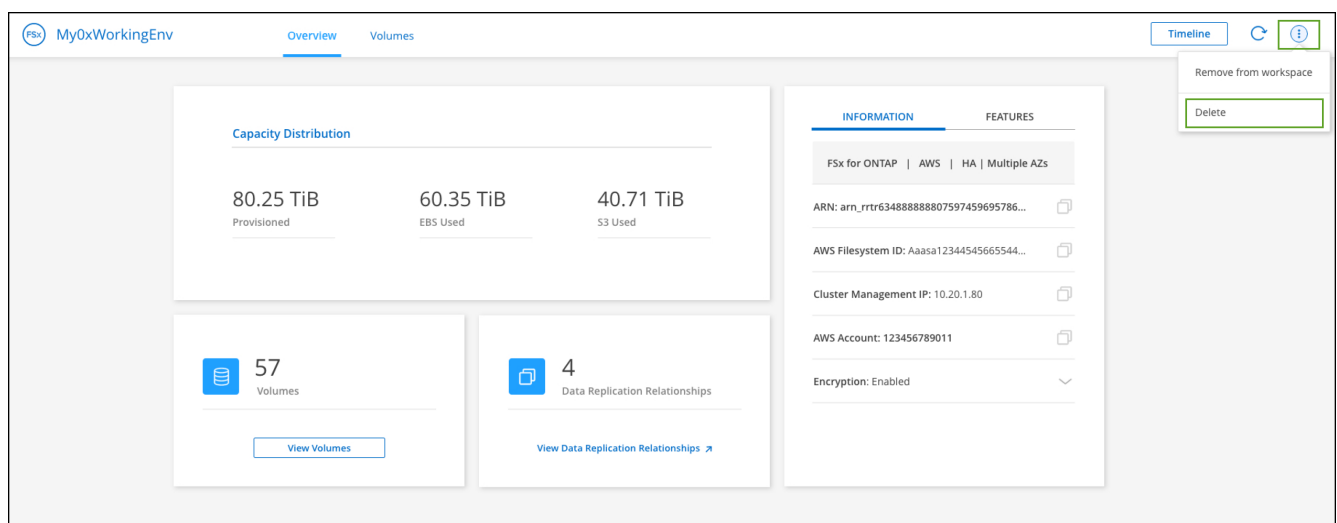 FSx My0xWorkingEnv Overview Volumes Timeline
Remove from workspace
Delete
Capacity Distribution
80.25 TiB 60.35 TiB 40.71 TiB
Provisioned EBS Used S3 Used
57
Volumes
View Volumes
4
Data Replication Relationships
View Data Replication Relationships
INFORMATION FEATURES
FSx for ONTAP | AWS | HA | Multiple AZs
ARN: arn_rrtr634888888807597459695786...
AWS Filesystem ID: Aaasa12344545665544...
Cluster Management IP: 10.20.1.80
AWS Account: 123456789011
Encryption: Enabled